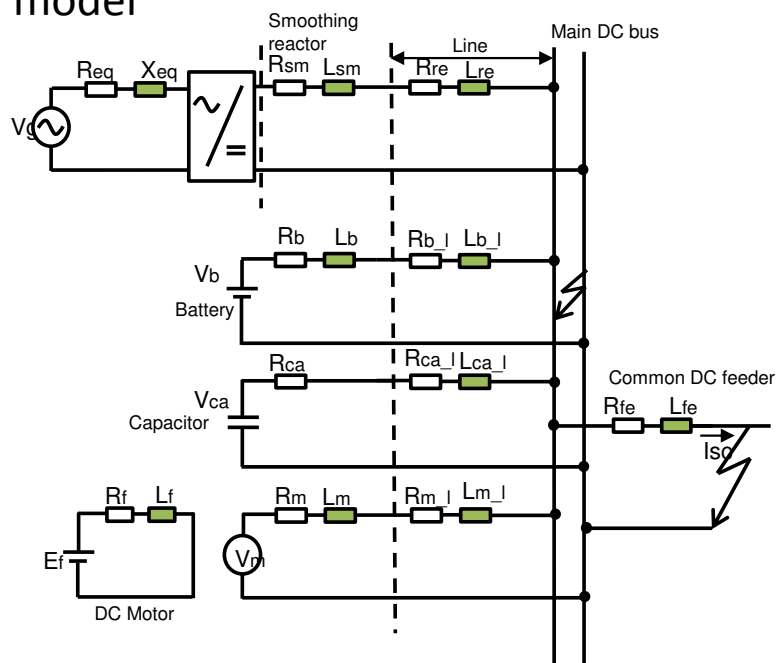 model
Smoothing
reactor
Line
Main DC bus
Req
Xeq
Rsm
Lsm
Rre
Lre
Vg
Rb
Lb
Rb_l
Lb_l
Vb
Battery
Rca
Rca_l
Lca_l
Vca
Capacitor
Common DC feeder
Rfe
Lfe
Isc
Rf
Lf
Rm
Lm
Rm_l
Lm_l
Ef
Vm
DC Motor